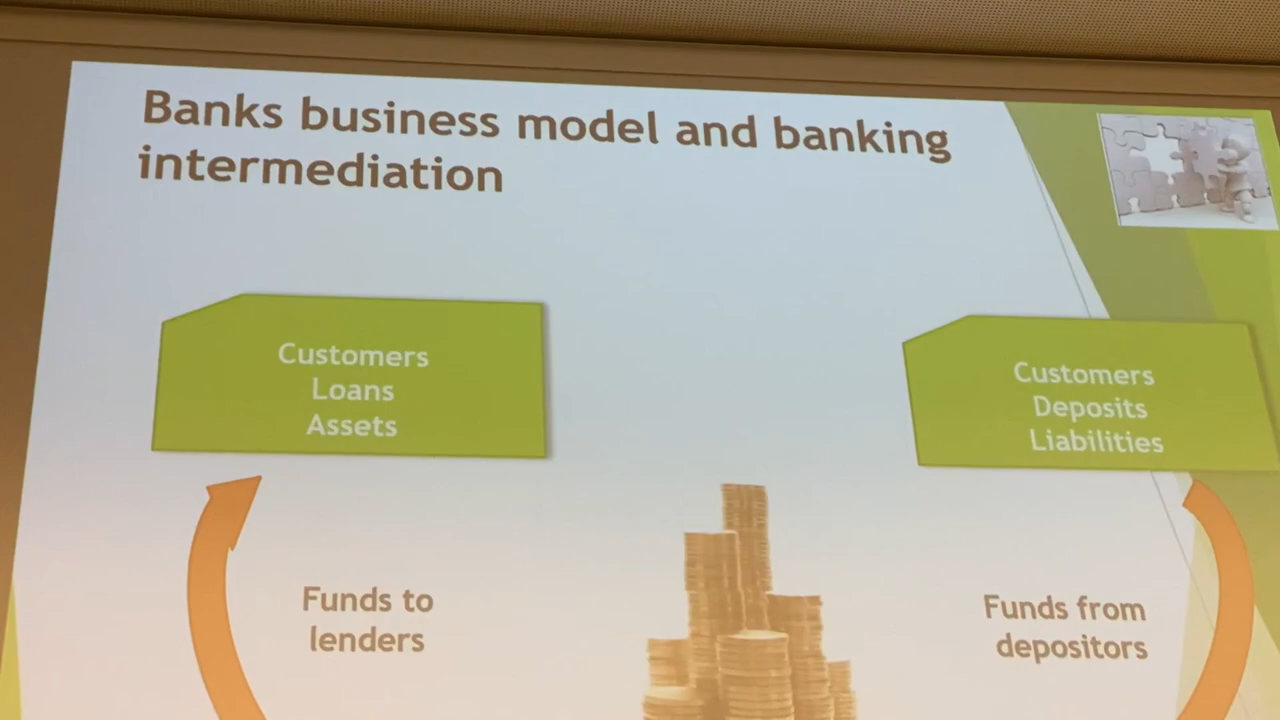 Banks business model and banking
intermediation
Customers
Loans
Assets
Customers
Deposits
Liabilities
Funds to
lenders
Funds from
depositors